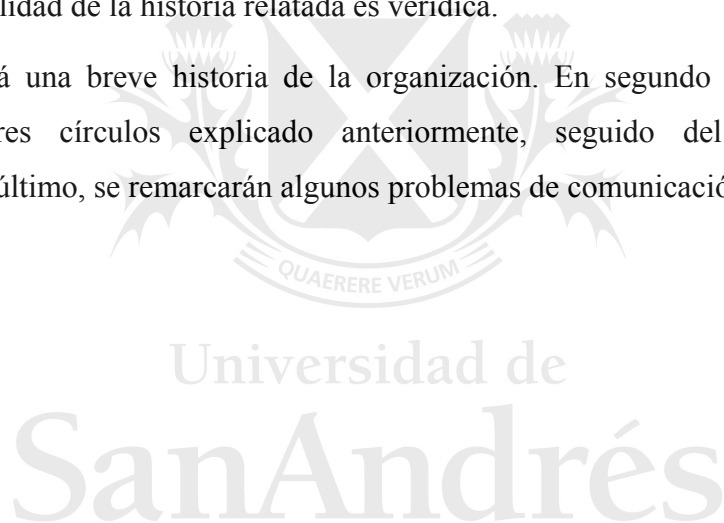 lidad de la historia relatada es verídica.
á una breve historia de la organización. En segundo
res círculos explicado anteriormente, seguido del
último, se remarcarán algunos problemas de comunicació
QUAERERE VERUM
Universidad de
SanAndrés